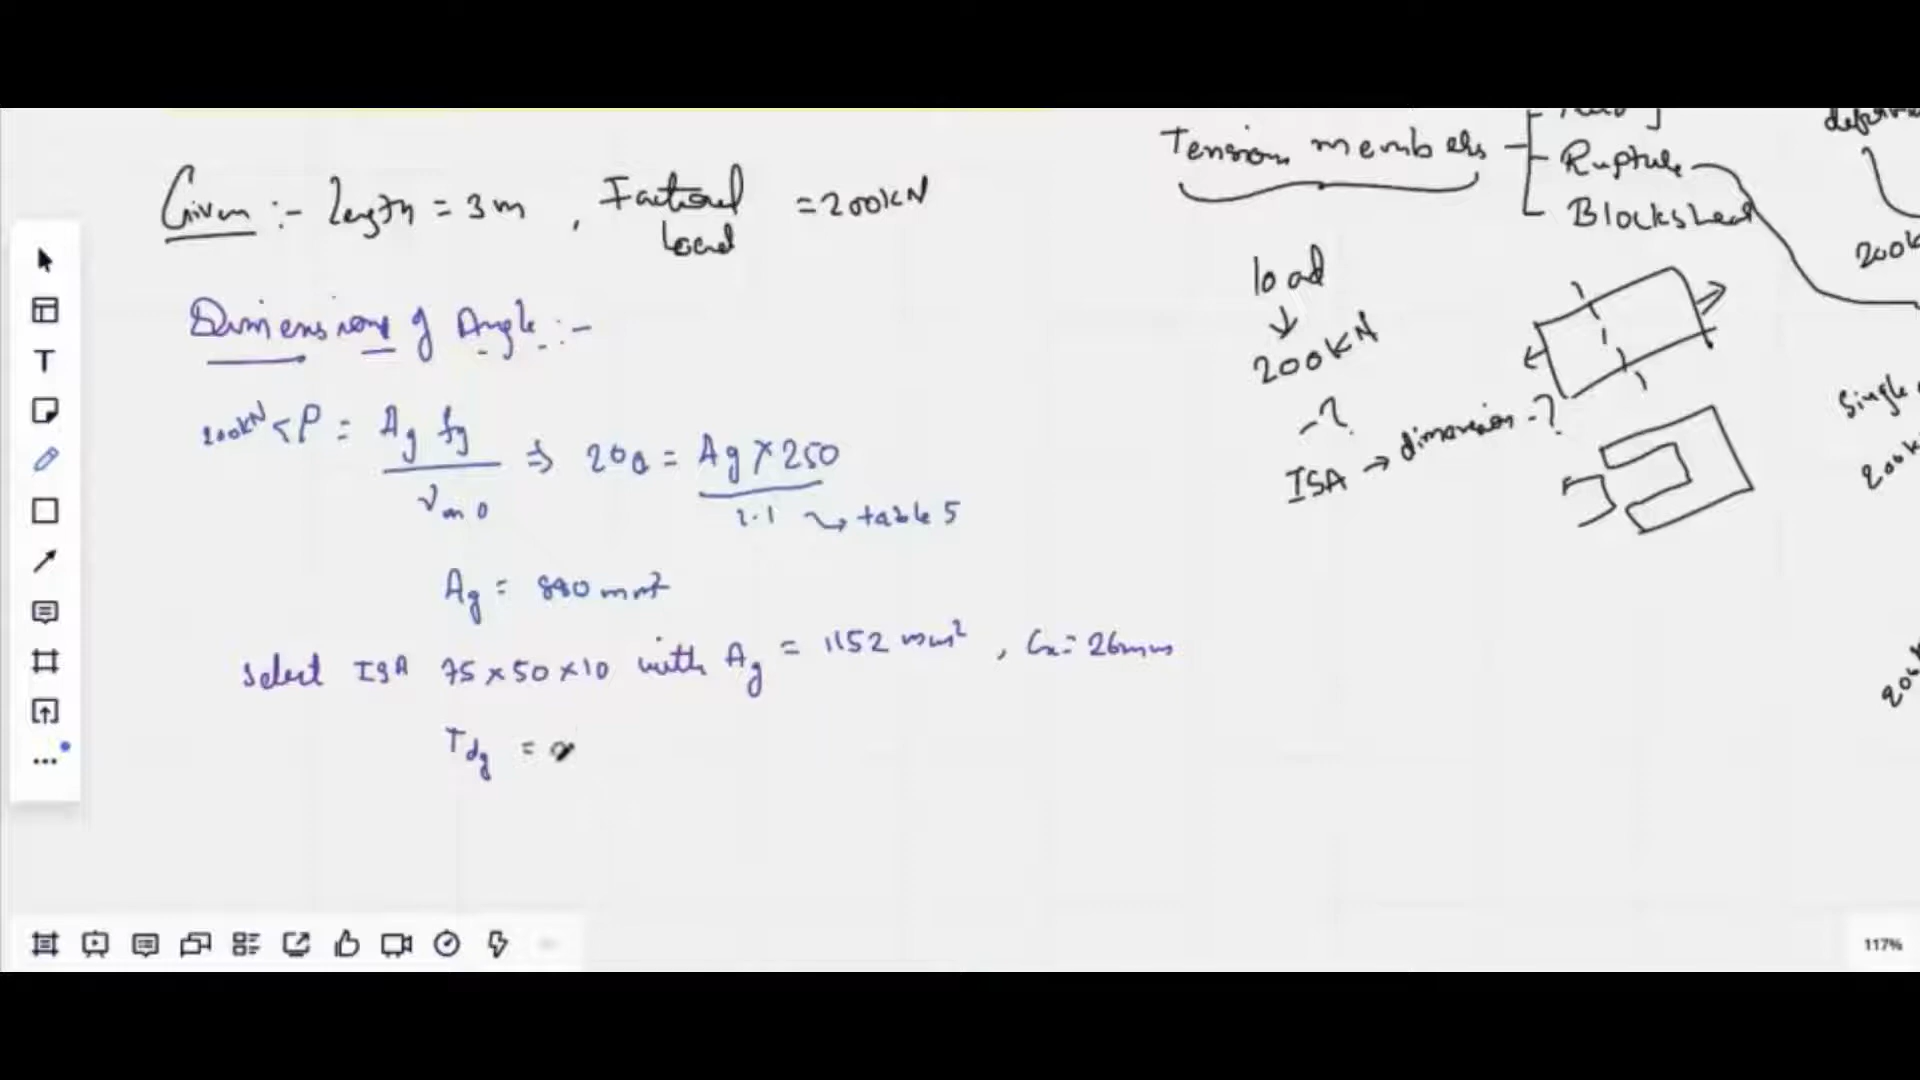 Given :- length = 3m , Factored load = 200kN
Dimensions of Angle :-
200kN < P = Ag fy / γm0 ⇒ 200 = Ag × 250 / 1.1 → table 5
Ag = 880 mm²
select ISA 75 × 50 × 10 with Ag = 1152 mm² , Cx = 26mm
Tdg =
Tension members
Rupture
Blockshear
load
↓
200KN
-?
ISA → dimension -?
200k
Single
200k
117%